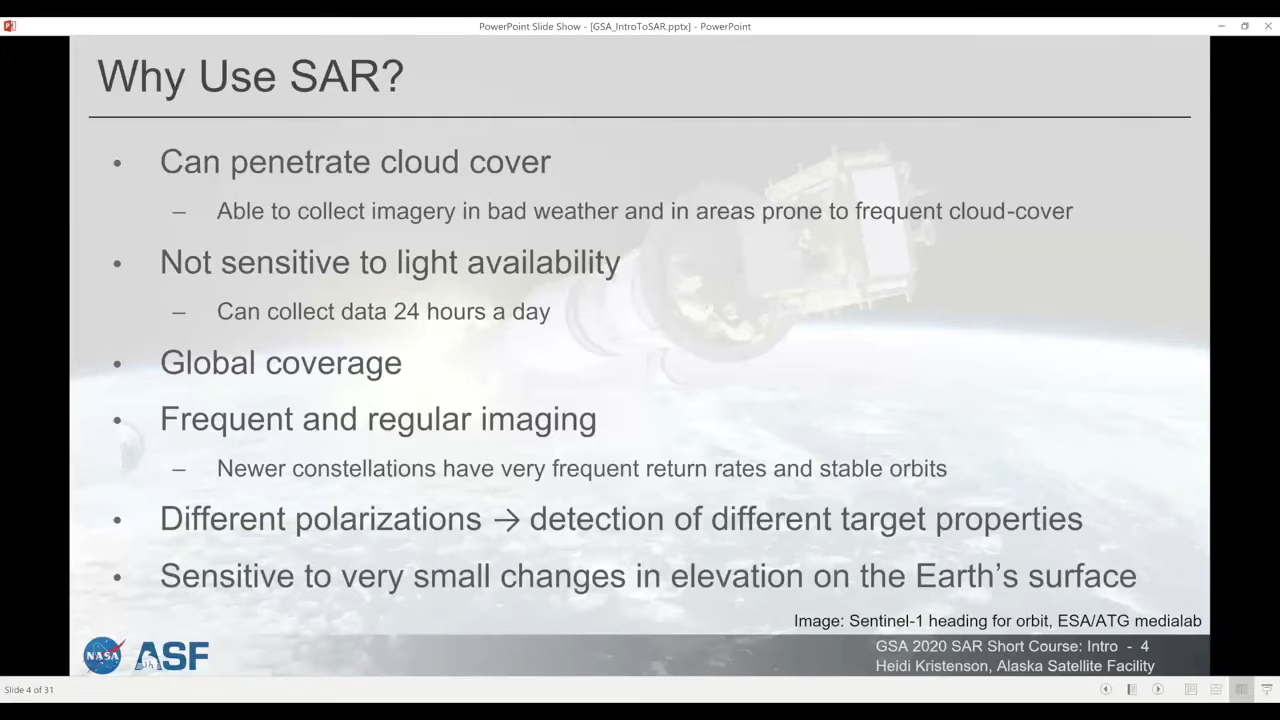 PowerPoint Slide Show - [GSA_IntroToSAR.pptx] - PowerPoint
Why Use SAR?
• Can penetrate cloud cover
– Able to collect imagery in bad weather and in areas prone to frequent cloud-cover
• Not sensitive to light availability
– Can collect data 24 hours a day
• Global coverage
• Frequent and regular imaging
– Newer constellations have very frequent return rates and stable orbits
• Different polarizations → detection of different target properties
• Sensitive to very small changes in elevation on the Earth’s surface
Image: Sentinel-1 heading for orbit, ESA/ATG medialab
NASA ASF
GSA 2020 SAR Short Course: Intro - 4
Heidi Kristenson, Alaska Satellite Facility
Slide 4 of 31